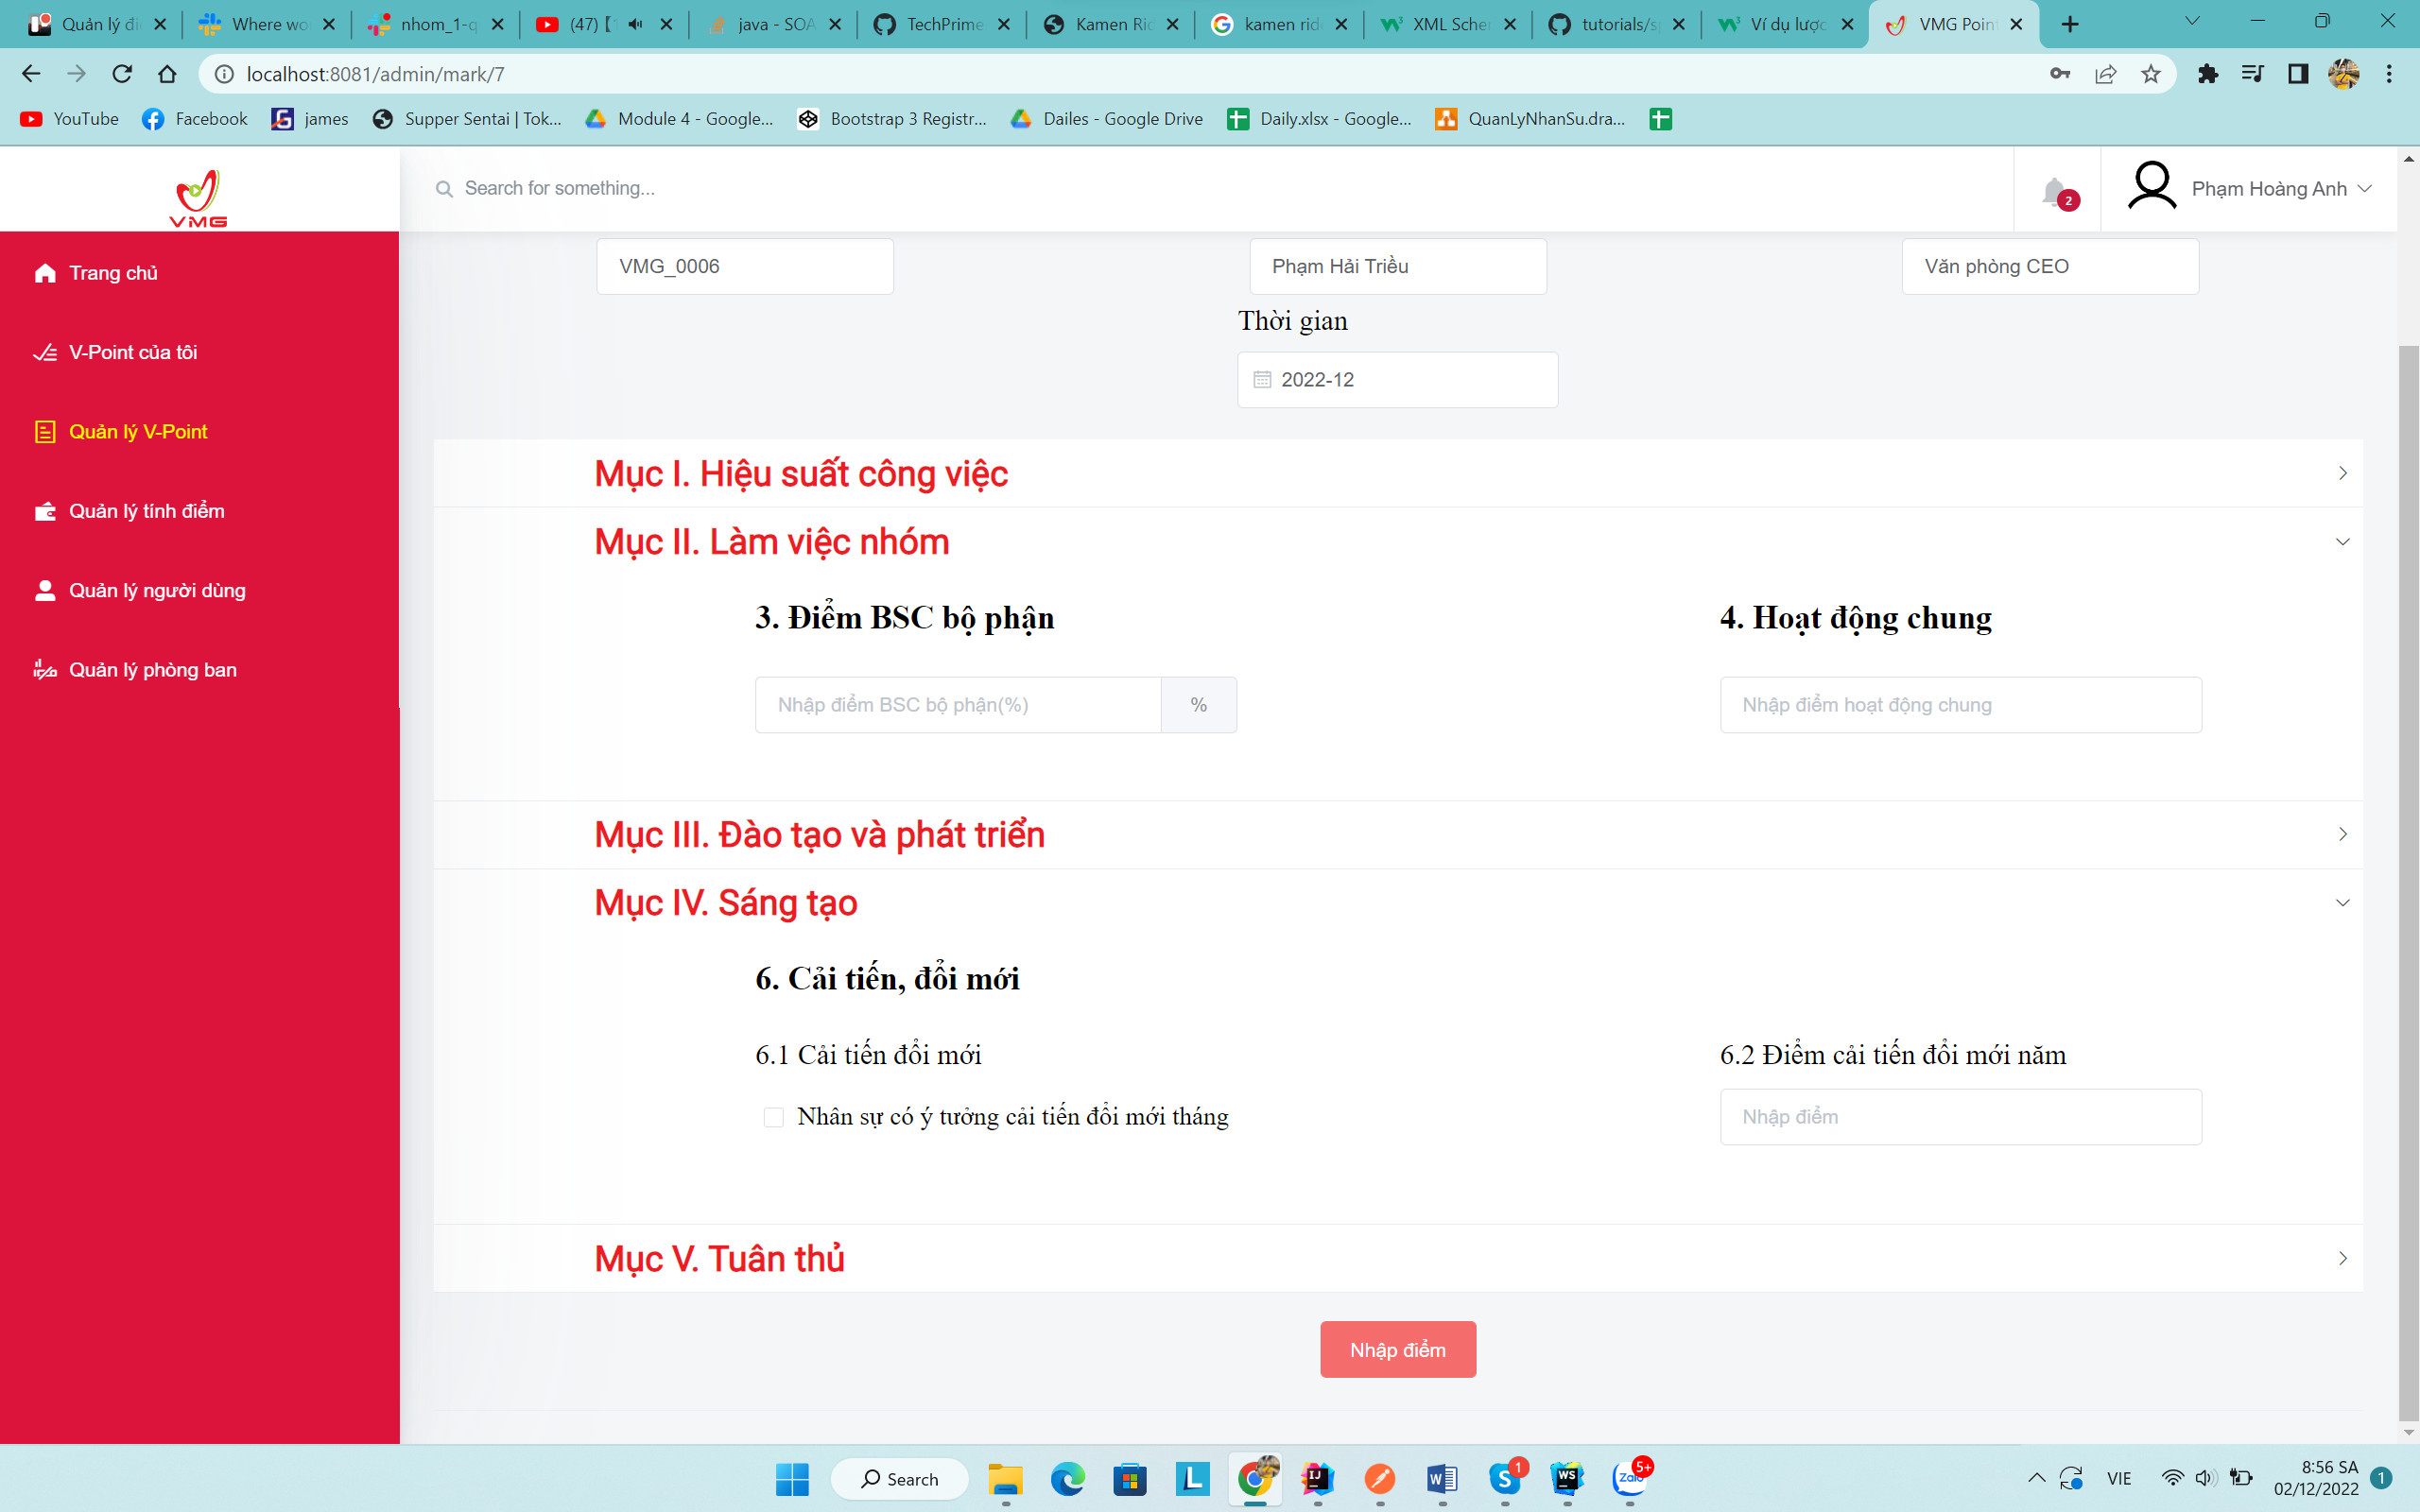 Quản lý đi
Where wo
nhom_1-q
(47)
java - SOA
TechPrime
Kamen Ric
kamen ride
XML Scher
tutorials/s
Ví dụ lược
VMG Poin
localhost:8081/admin/mark/7
YouTube
Facebook
james
Supper Sentai | Tok...
Module 4 - Google...
Bootstrap 3 Registr...
Dailes - Google Drive
Daily.xlsx - Google...
QuanLyNhanSu.dra...
VMG
Search for something...
2
Phạm Hoàng Anh
Trang chủ
V-Point của tôi
Quản lý V-Point
Quản lý tính điểm
Quản lý người dùng
Quản lý phòng ban
VMG_0006
Phạm Hải Triều
Văn phòng CEO
Thời gian
2022-12
Mục I. Hiệu suất công việc
Mục II. Làm việc nhóm
3. Điểm BSC bộ phận
4. Hoạt động chung
Nhập điểm BSC bộ phận(%)
%
Nhập điểm hoạt động chung
Mục III. Đào tạo và phát triển
Mục IV. Sáng tạo
6. Cải tiến, đổi mới
6.1 Cải tiến đổi mới
6.2 Điểm cải tiến đổi mới năm
Nhân sự có ý tưởng cải tiến đổi mới tháng
Nhập điểm
Mục V. Tuân thủ
Nhập điểm
Search
L
IJ
W
S
1
WS
Zalo
5+
VIE
8:56 SA
02/12/2022
1